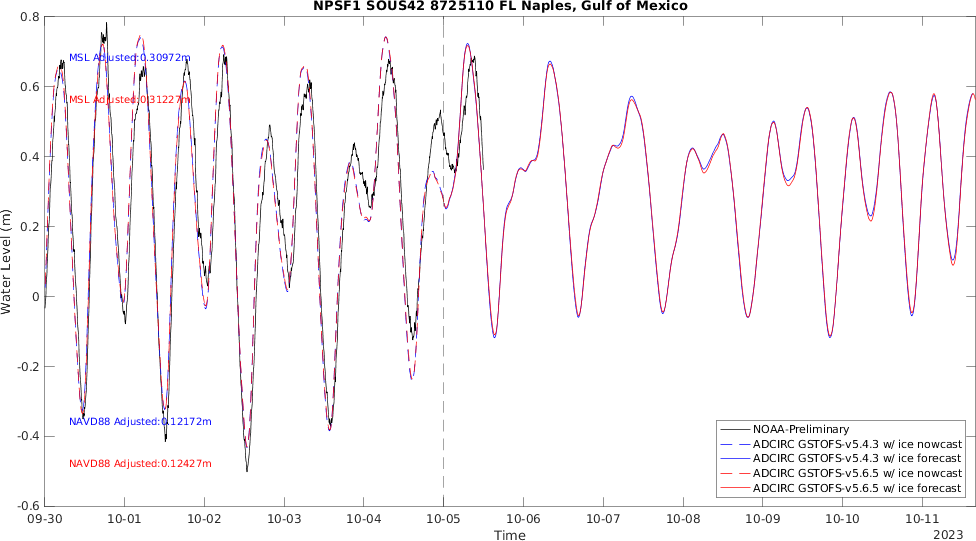 NPSF1 SOUS42 8725110 FL Naples, Gulf of Mexico
0.8
0.6
0.4
0.2
0
-0.2
-0.4
-0.6
Water Level (m)
MSL Adjusted:0.30972m
MSL Adjusted:0.31227m
NAVD88 Adjusted:0.12172m
NAVD88 Adjusted:0.12427m
NOAA-Preliminary
ADCIRC GSTOFS-v5.4.3 w/ ice nowcast
ADCIRC GSTOFS-v5.4.3 w/ ice forecast
ADCIRC GSTOFS-v5.6.5 w/ ice nowcast
ADCIRC GSTOFS-v5.6.5 w/ ice forecast
09-30 10-01 10-02 10-03 10-04 10-05 10-06 10-07 10-08 10-09 10-10 10-11
Time
2023